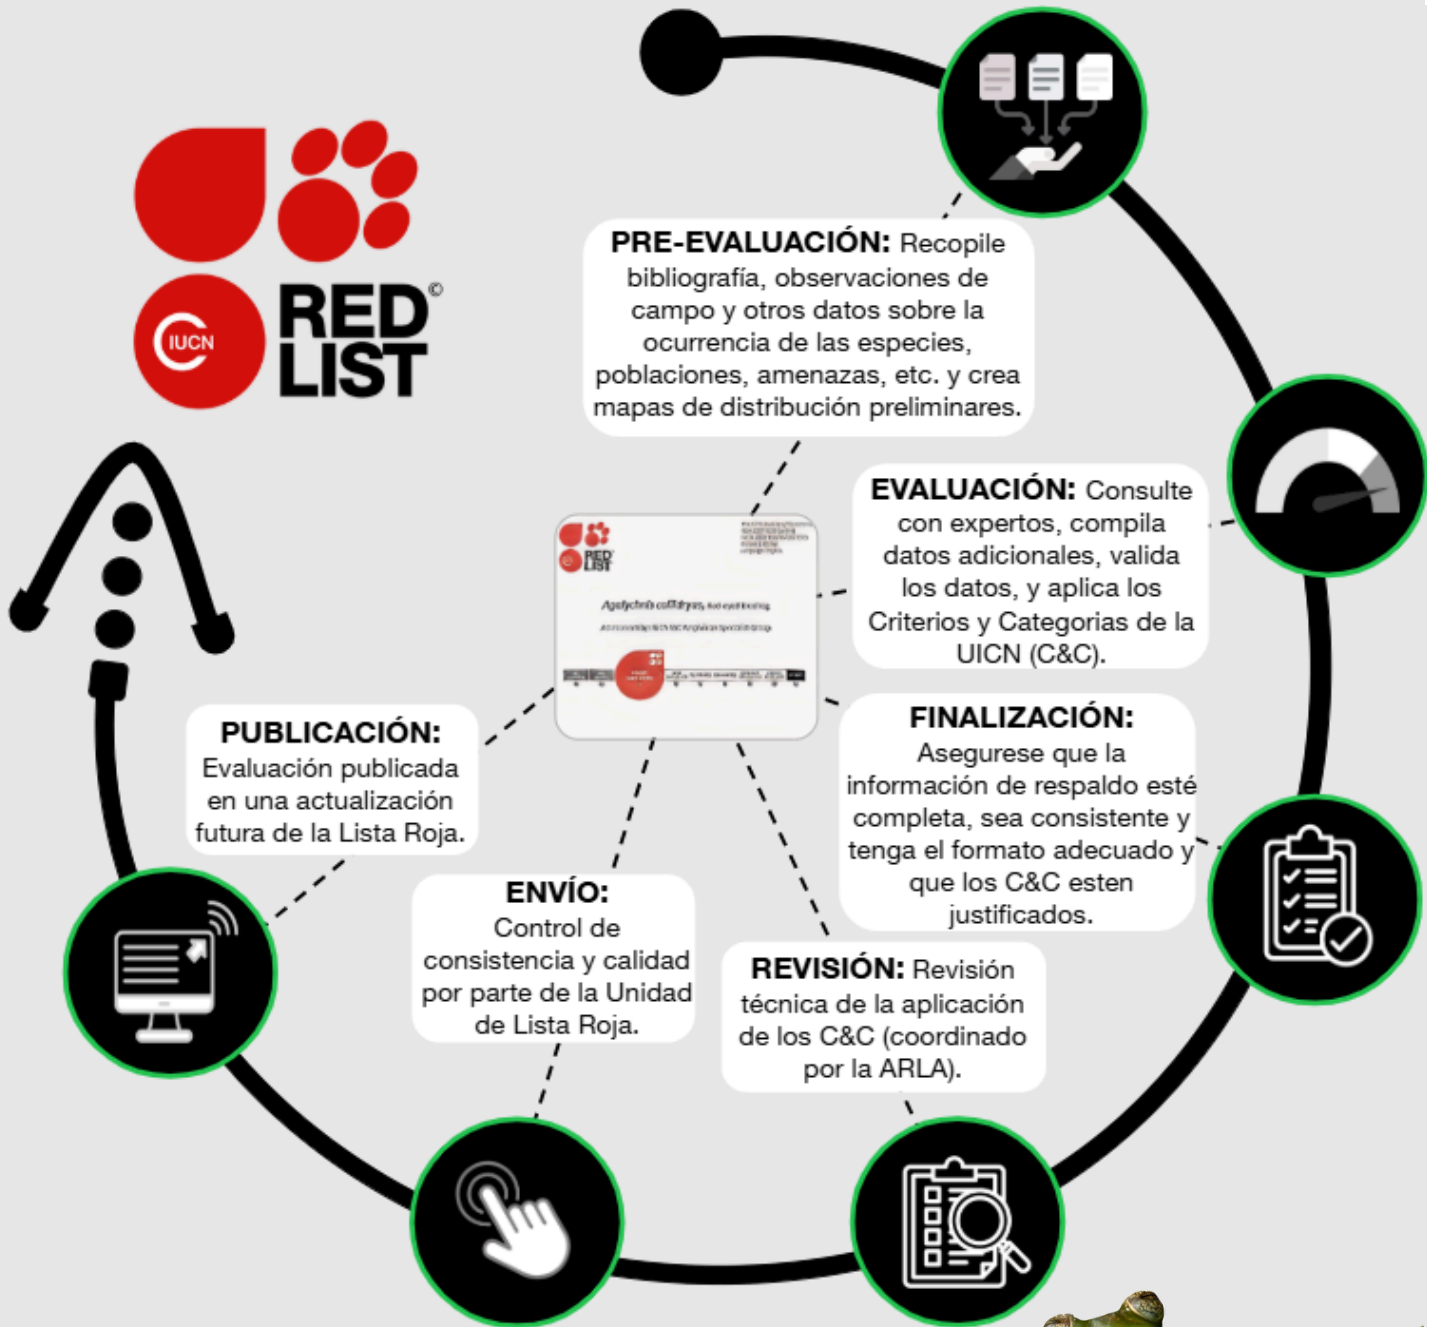 IUCN
RED
LIST
©
PRE-EVALUACIÓN: Recopile
bibliografía, observaciones de
campo y otros datos sobre la
ocurrencia de las especies,
poblaciones, amenazas, etc. y crea
mapas de distribución preliminares.
EVALUACIÓN: Consulte
con expertos, compila
datos adicionales, valida
los datos, y aplica los
Criterios y Categorias de la
UICN (C&C).
RED
LIST
FINALIZACIÓN:
Asegurese que la
información de respaldo esté
completa, sea consistente y
tenga el formato adecuado y
que los C&C esten
justificados.
REVISIÓN: Revisión
técnica de la aplicación
de los C&C (coordinado
por la ARLA).
ENVÍO:
Control de
consistencia y calidad
por parte de la Unidad
de Lista Roja.
PUBLICACIÓN:
Evaluación publicada
en una actualización
futura de la Lista Roja.